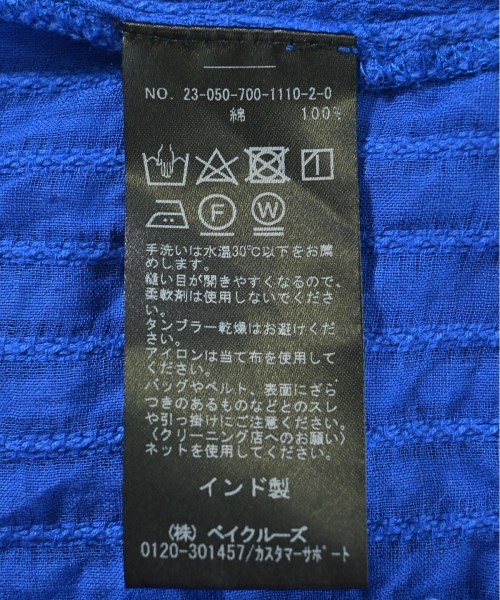 NO. 23-050-700-1110-2-0
綿 100%
F W
手洗いは水温30℃以下をお薦
めします。
縫い目が開きやすくなるので、
柔軟剤は使用しないでくださ
い。
タンブラー乾燥はお避けくださ
い。
アイロンは当て布を使用して
ください。
バッグやベルト、表面にざら
つきのあるものなどとのスレ
や引っ掛けにご注意ください。
〈クリーニング店へのお願い〉
ネットを使用してください。
インド製
(株) ベイクルーズ
0120-301457/カスタマーサポート